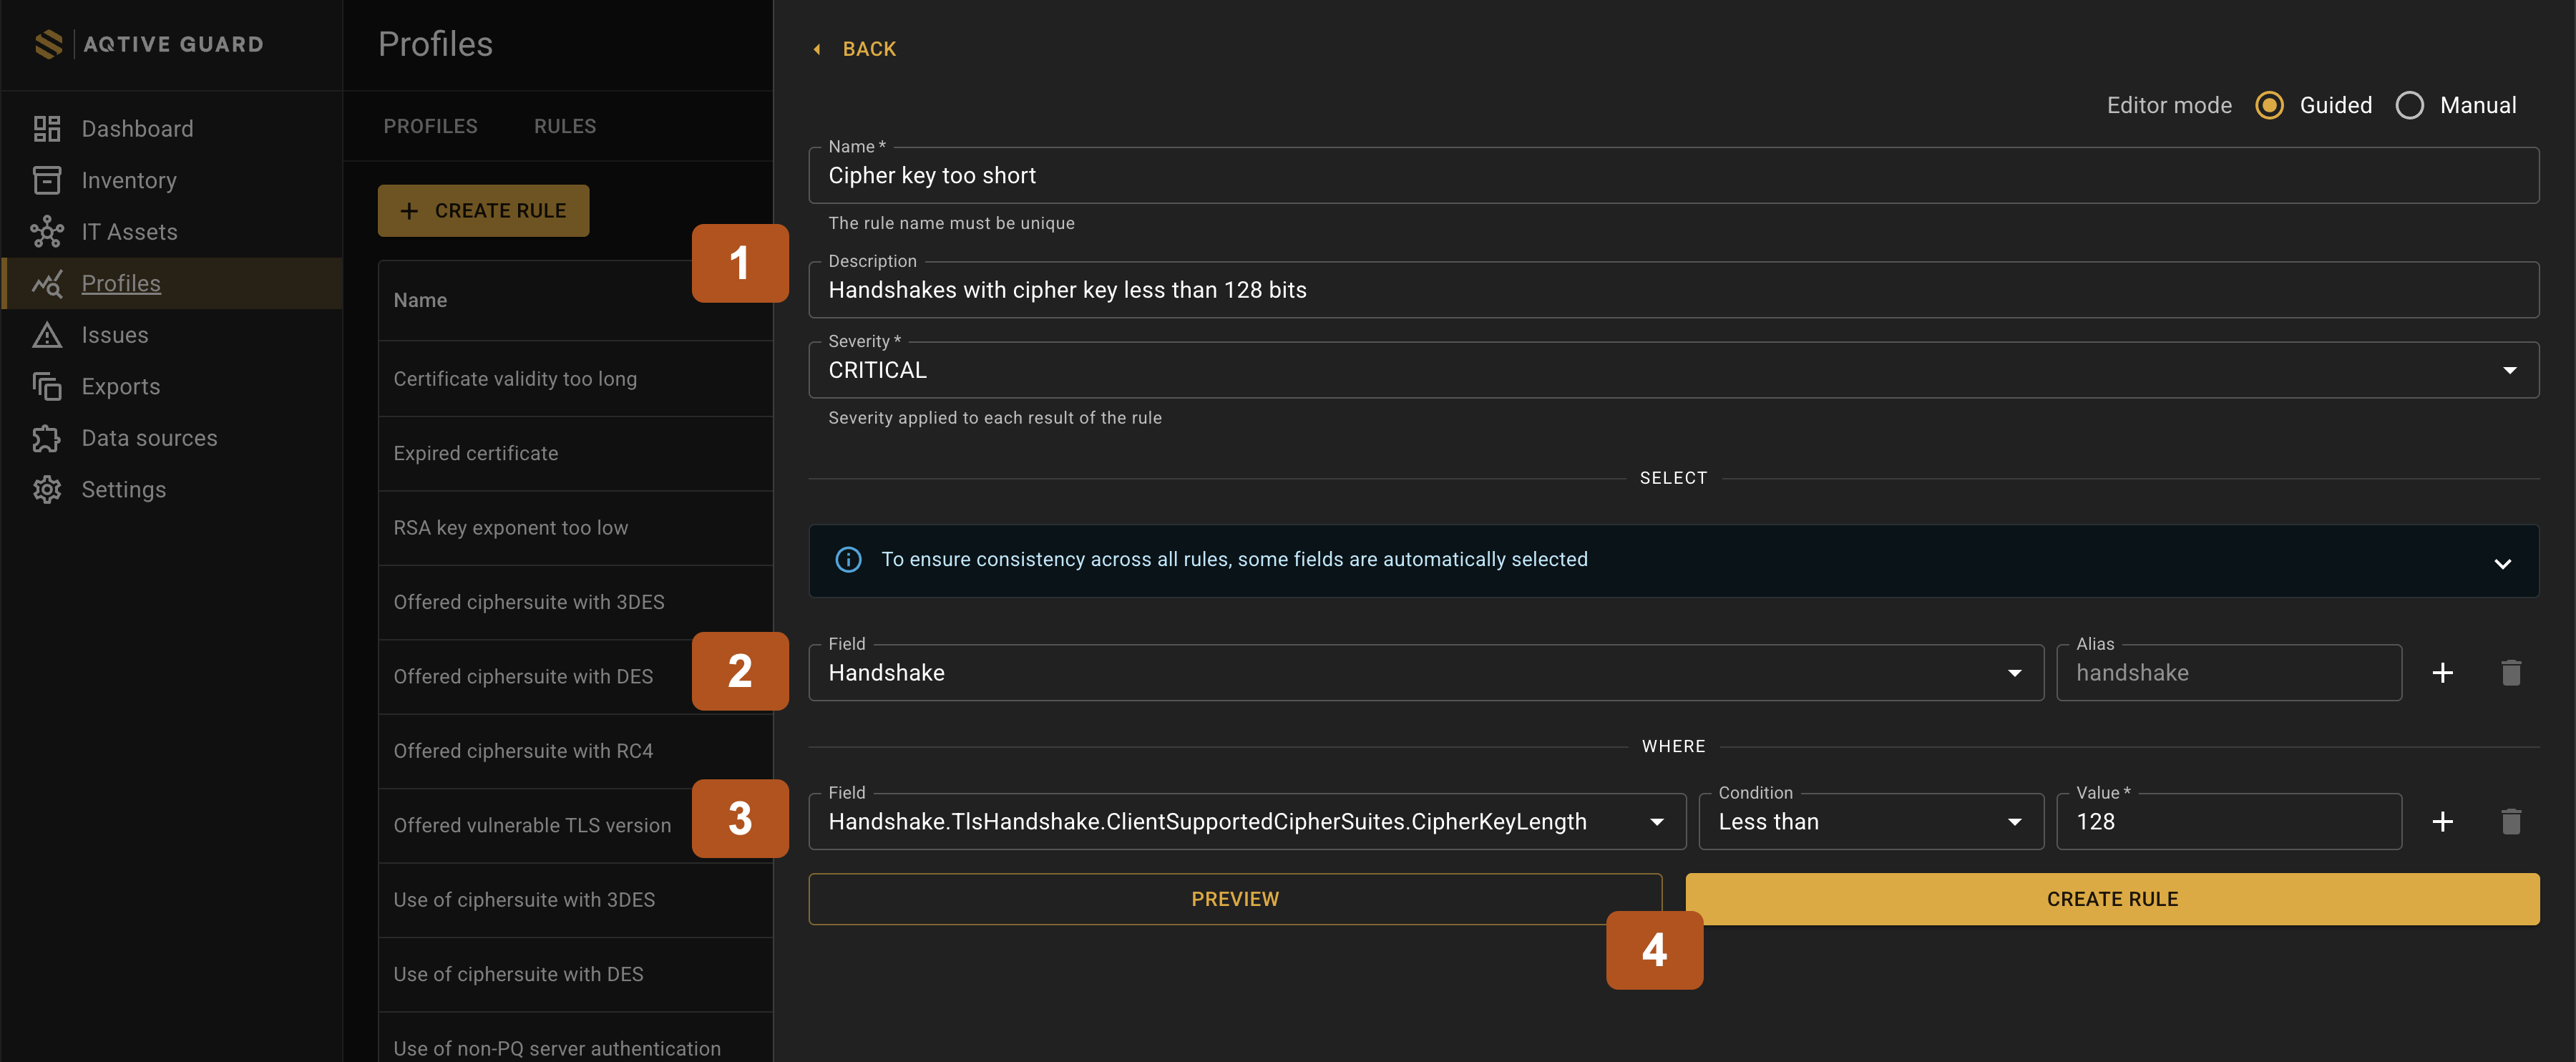 AQTIVE GUARD
Dashboard
Inventory
IT Assets
Profiles
Issues
Exports
Data sources
Settings
Profiles
PROFILES RULES
+ CREATE RULE
Name
Certificate validity too long
Expired certificate
RSA key exponent too low
Offered ciphersuite with 3DES
Offered ciphersuite with DES
Offered ciphersuite with RC4
Offered vulnerable TLS version
Use of ciphersuite with 3DES
Use of ciphersuite with DES
Use of non-PQ server authentication
BACK
Editor mode Guided Manual
Name *
Cipher key too short
The rule name must be unique
1
Description
Handshakes with cipher key less than 128 bits
Severity *
CRITICAL
Severity applied to each result of the rule
SELECT
To ensure consistency across all rules, some fields are automatically selected
2
Field Alias
Handshake handshake
WHERE
3
Field Condition Value *
Handshake.TlsHandshake.ClientSupportedCipherSuites.CipherKeyLength Less than 128
PREVIEW CREATE RULE
4